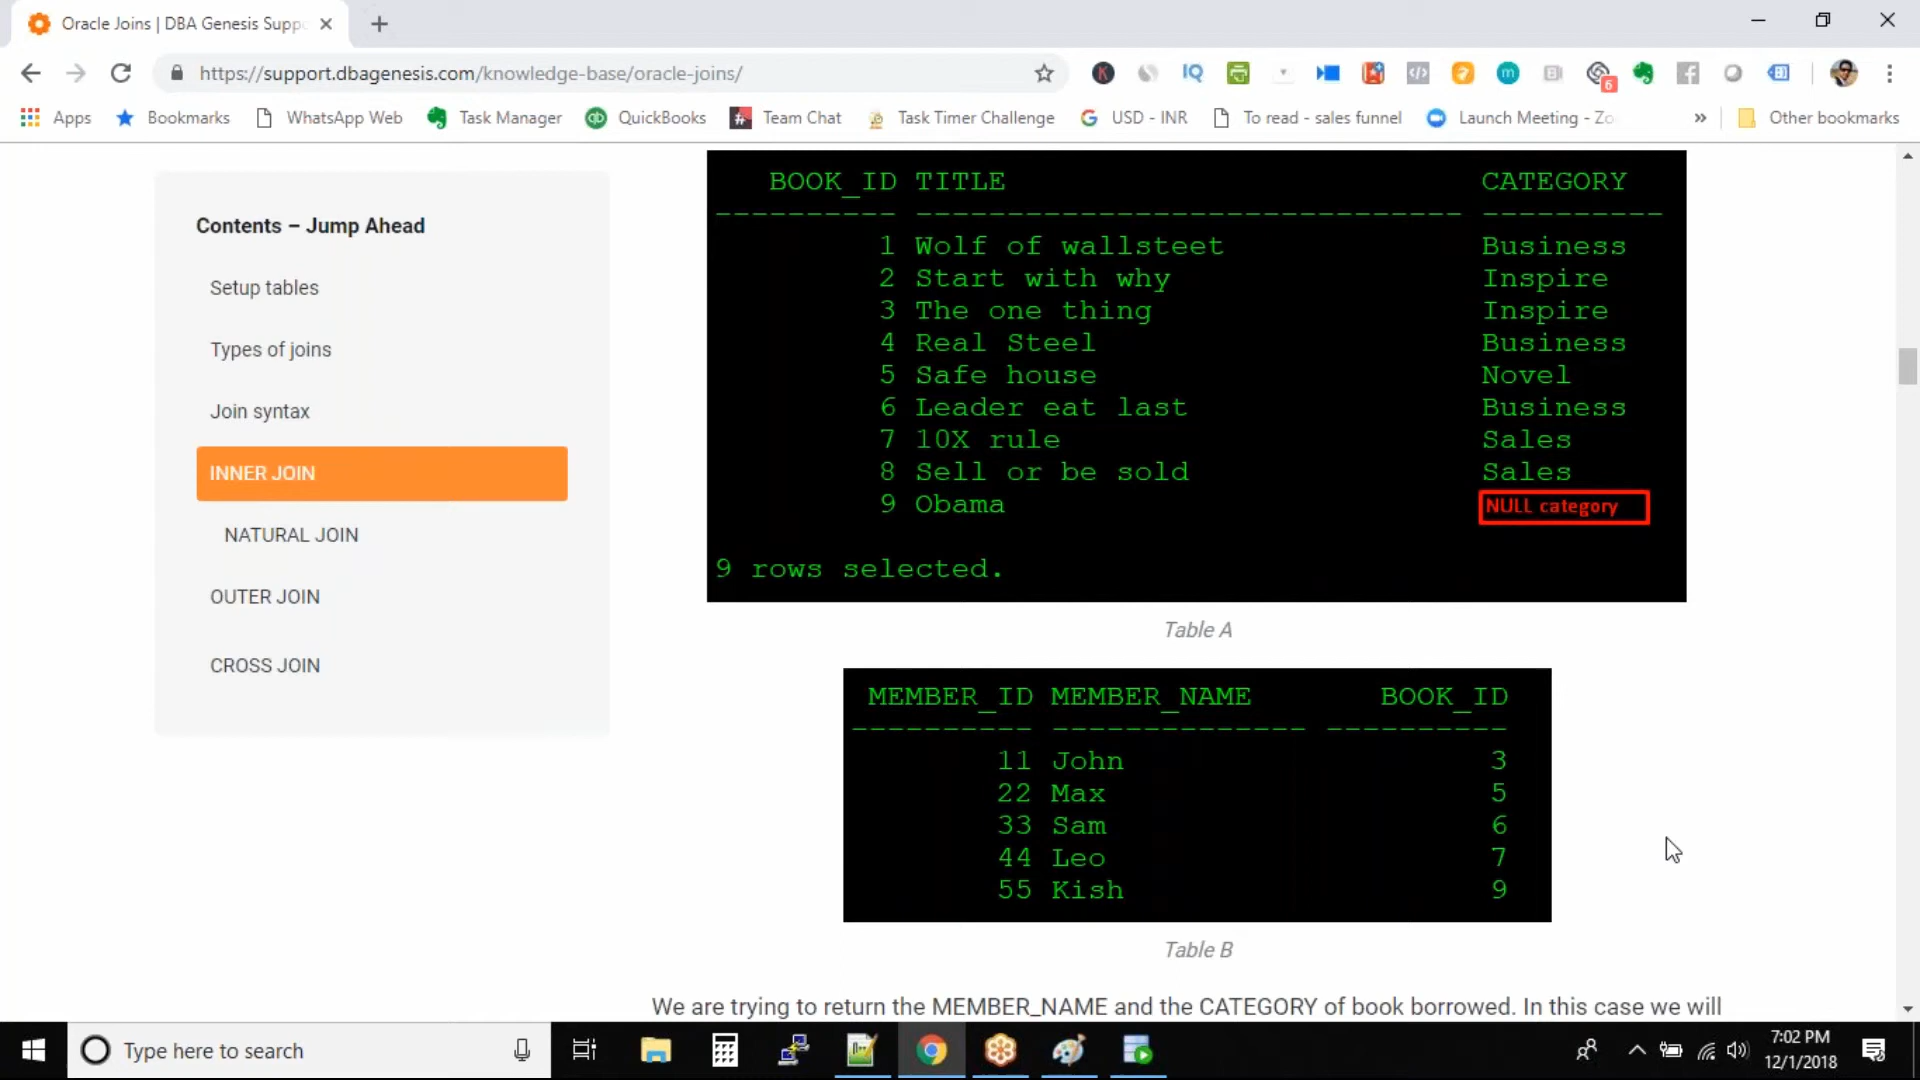 Oracle Joins | DBA Genesis Supp
https://support.dbagenesis.com/knowledge-base/oracle-joins/
Apps Bookmarks WhatsApp Web Task Manager QuickBooks Team Chat Task Timer Challenge USD - INR To read - sales funnel Launch Meeting - Zo » Other bookmarks
Contents – Jump Ahead
Setup tables
Types of joins
Join syntax
INNER JOIN
NATURAL JOIN
OUTER JOIN
CROSS JOIN
BOOK_ID TITLE CATEGORY
---------- ------------------------------ ----------
1 Wolf of wallsteet Business
2 Start with why Inspire
3 The one thing Inspire
4 Real Steel Business
5 Safe house Novel
6 Leader eat last Business
7 10X rule Sales
8 Sell or be sold Sales
9 Obama NULL category
9 rows selected.
Table A
MEMBER_ID MEMBER_NAME BOOK_ID
---------- -------------- ----------
11 John 3
22 Max 5
33 Sam 6
44 Leo 7
55 Kish 9
Table B
We are trying to return the MEMBER_NAME and the CATEGORY of book borrowed. In this case we will
Type here to search
7:02 PM
12/1/2018